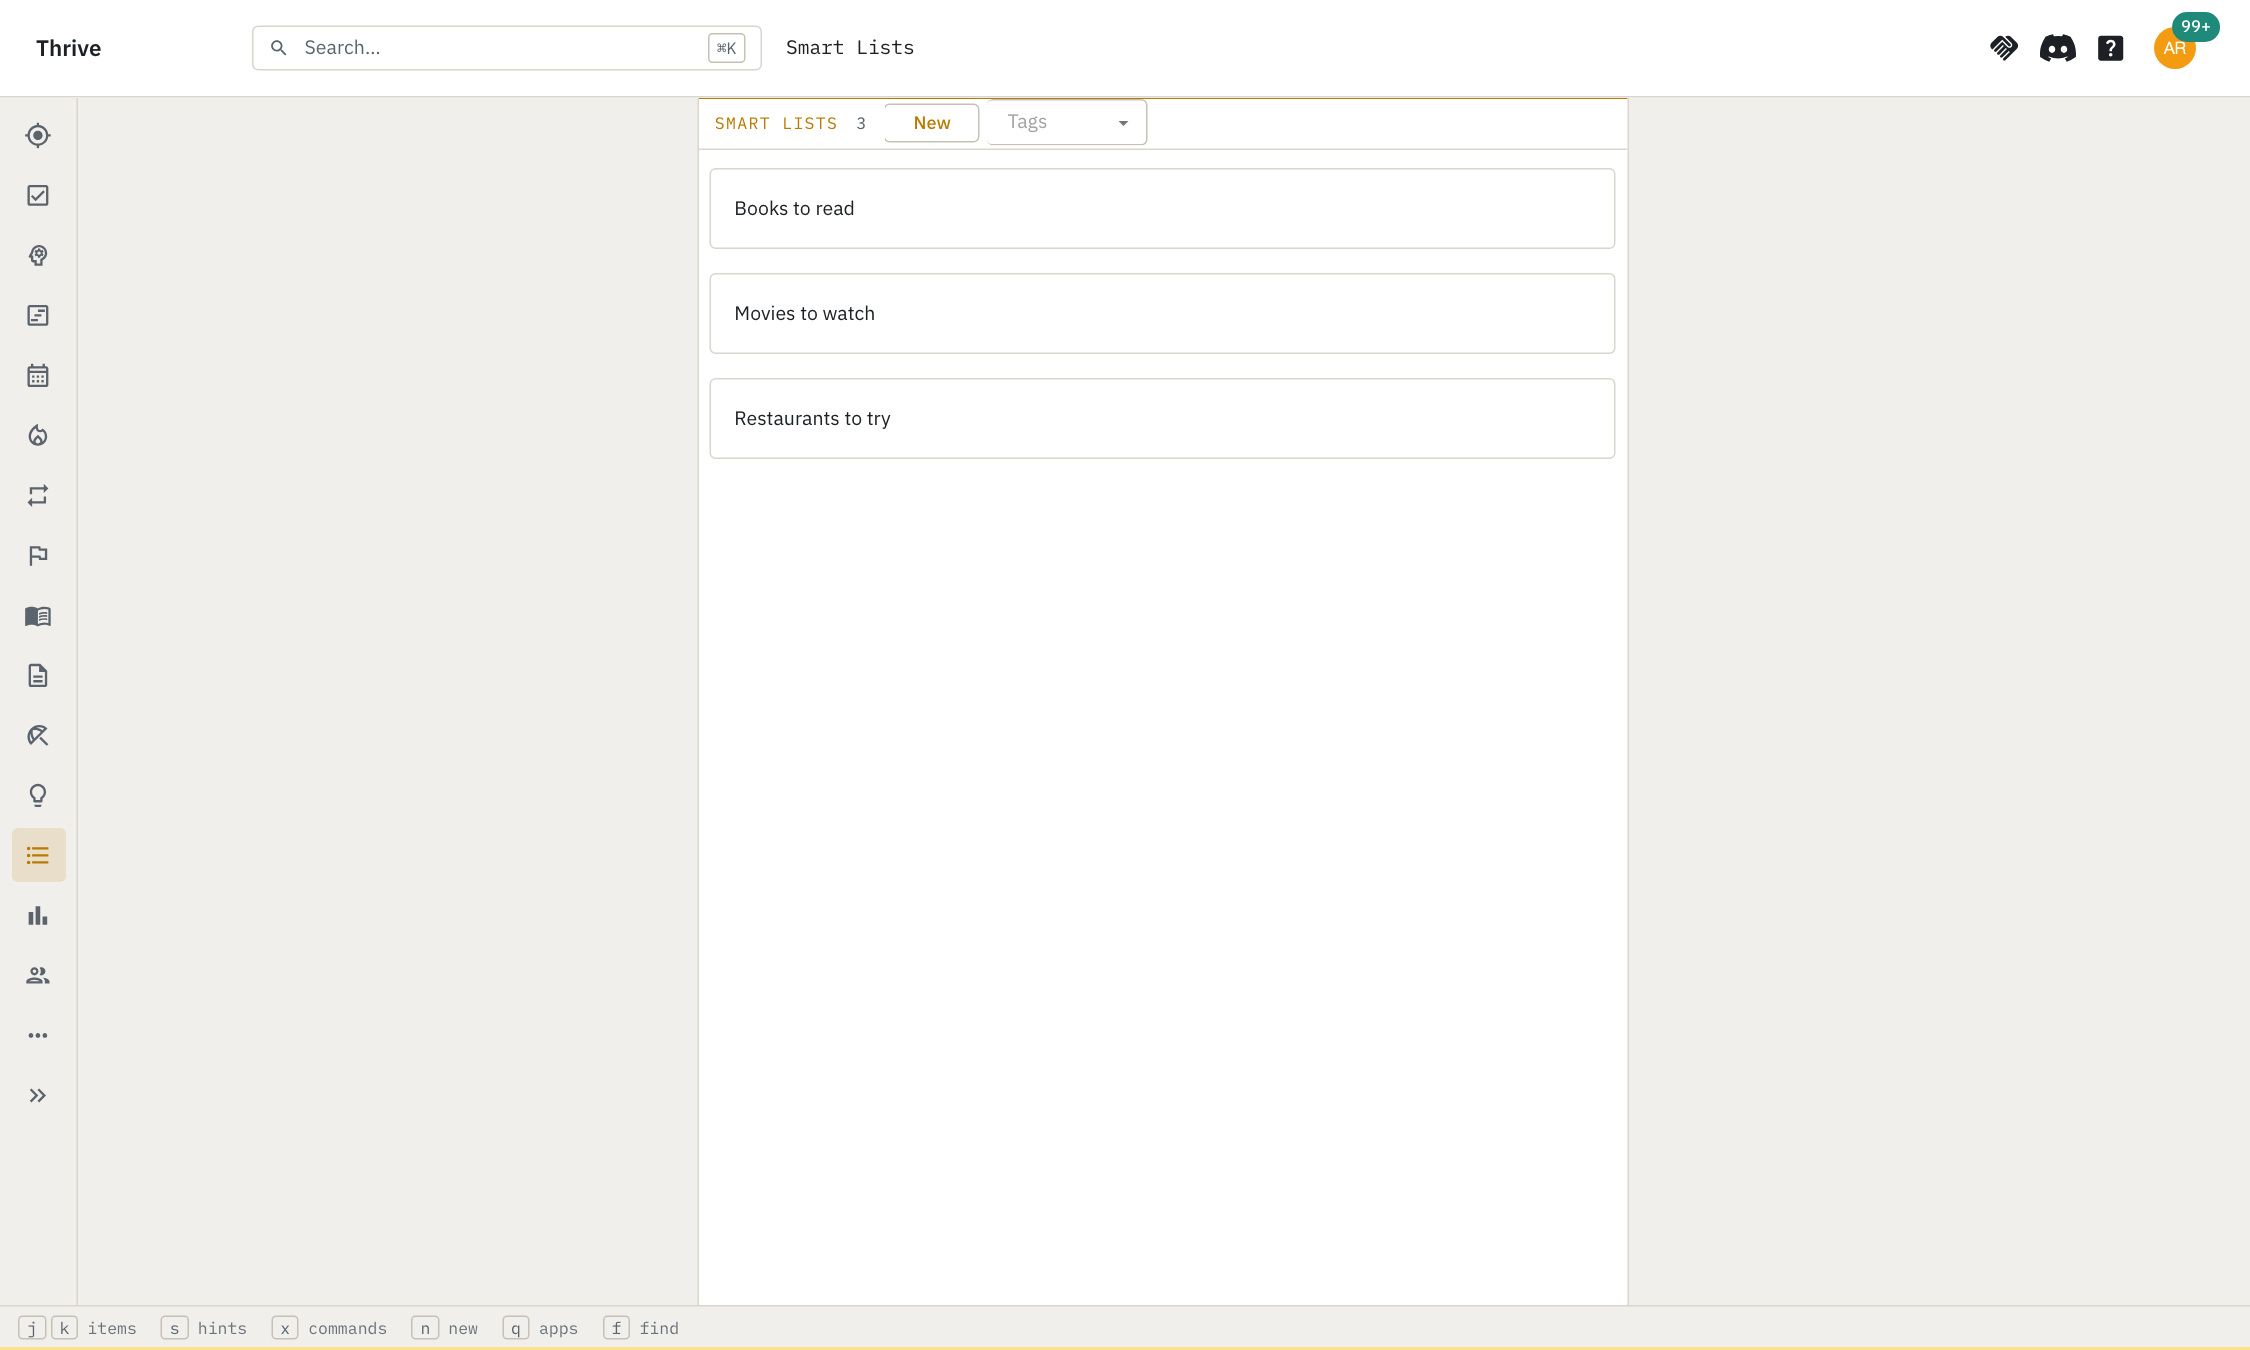 Thrive
Search...
⌘K
Smart Lists
?
99+
AR
SMART LISTS 3
New
Tags
Books to read
Movies to watch
Restaurants to try
j k items s hints x commands n new q apps f find